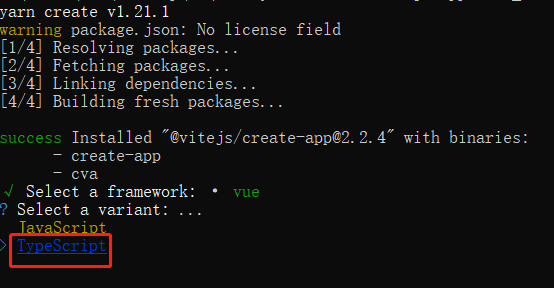 yarn create v1.21.1
warning package.json: No license field
[1/4] Resolving packages...
[2/4] Fetching packages...
[3/4] Linking dependencies...
[4/4] Building fresh packages...
success Installed "@vitejs/create-app@2.2.4" with binaries:
- create-app
- cva
√ Select a framework: • vue
? Select a variant: ...
JavaScript
> TypeScript